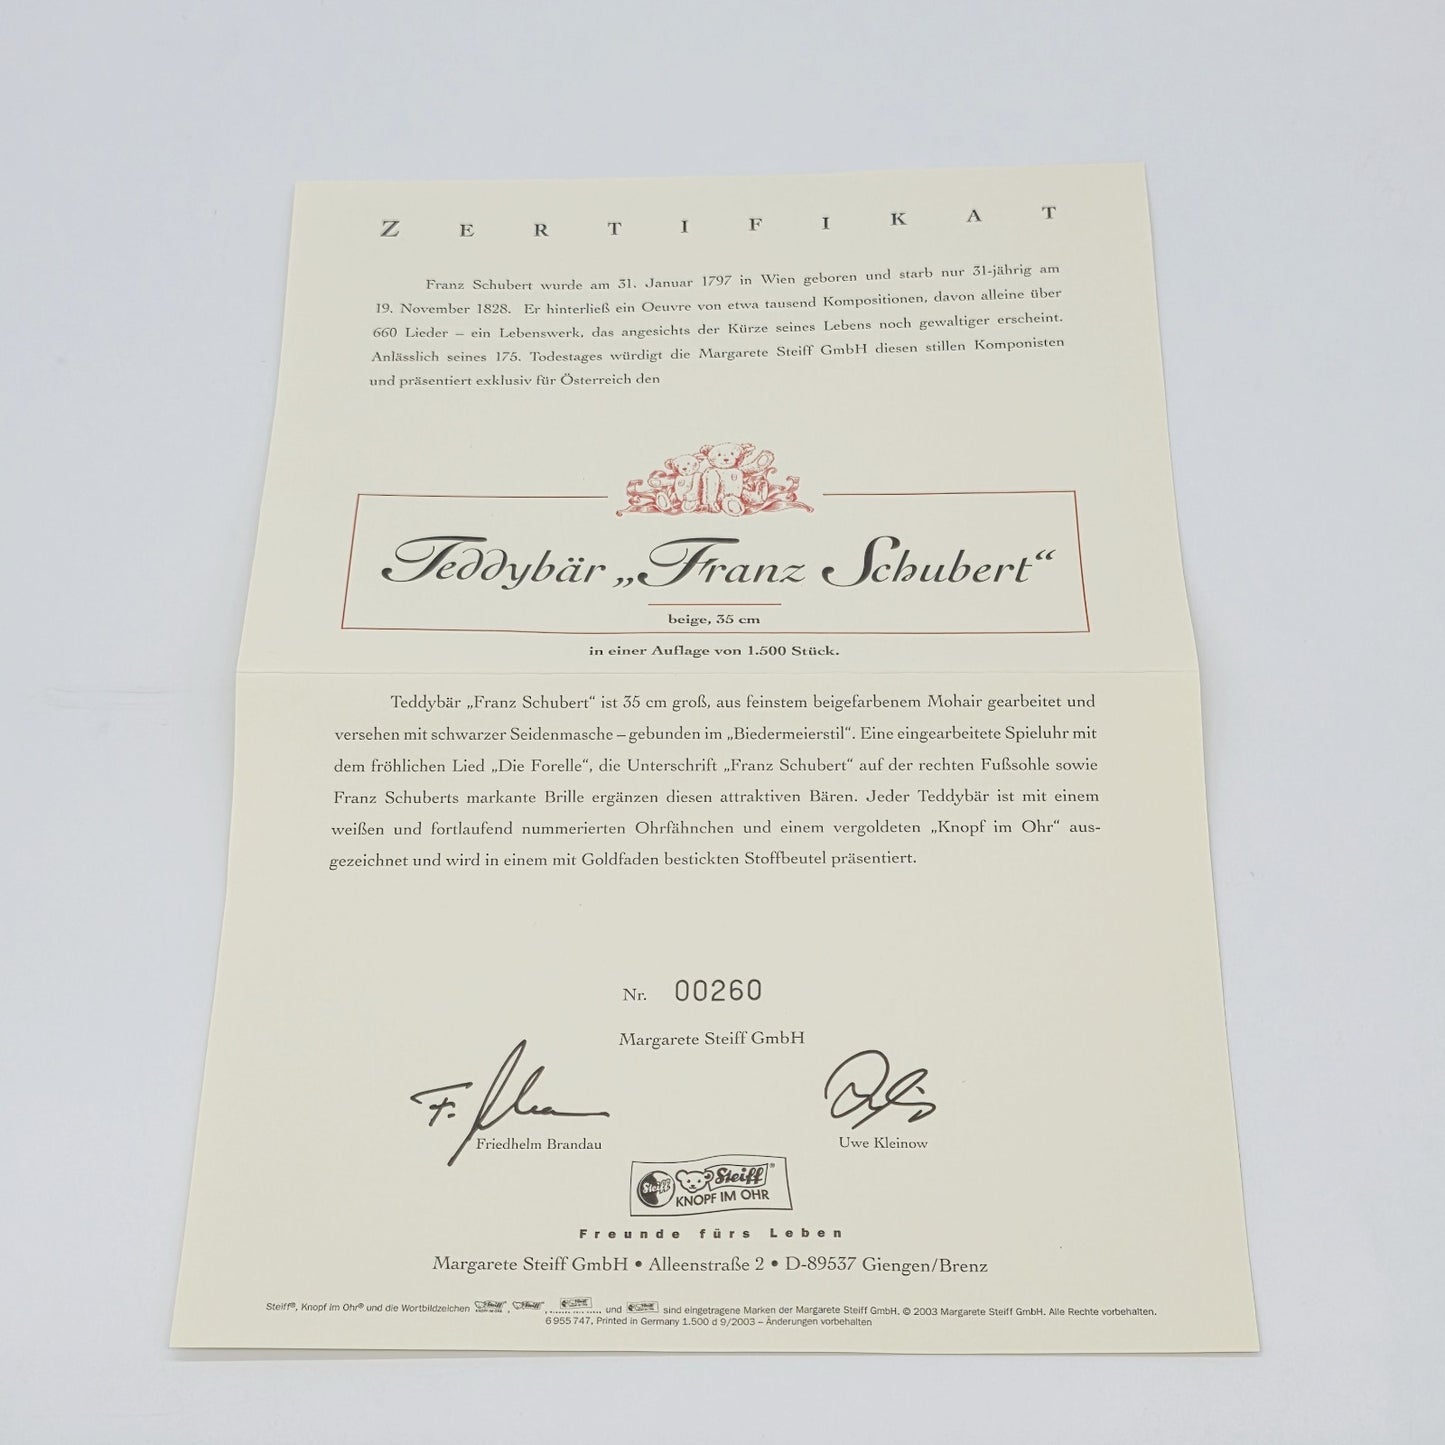 ZERTIFIKAT
Franz Schubert wurde am 31. Januar 1797 in Wien geboren und starb nur 31-jährig am
19. November 1828. Er hinterließ ein Oeuvre von etwa tausend Kompositionen, davon alleine über
660 Lieder – ein Lebenswerk, das angesichts der Kürze seines Lebens noch gewaltiger erscheint.
Anlässlich seines 175. Todestages würdigt die Margarete Steiff GmbH diesen stillen Komponisten
und präsentiert exklusiv für Österreich den
Teddybär „Franz Schubert“
beige, 35 cm
in einer Auflage von 1.500 Stück.
Teddybär „Franz Schubert“ ist 35 cm groß, aus feinstem beigefarbenem Mohair gearbeitet und
versehen mit schwarzer Seidenmasche – gebunden im „Biedermeierstil“. Eine eingearbeitete Spieluhr mit
dem fröhlichen Lied „Die Forelle“, die Unterschrift „Franz Schubert“ auf der rechten Fußsohle sowie
Franz Schuberts markante Brille ergänzen diesen attraktiven Bären. Jeder Teddybär ist mit einem
weißen und fortlaufend nummerierten Ohrfähnchen und einem vergoldeten „Knopf im Ohr“ aus-
gezeichnet und wird in einem mit Goldfaden bestickten Stoffbeutel präsentiert.
Nr. 00260
Margarete Steiff GmbH
Friedhelm Brandau
Uwe Kleinow
Steiff Steiff®
KNOPF IM OHR
Freunde fürs Leben
Margarete Steiff GmbH • Alleenstraße 2 • D-89537 Giengen/Brenz
Steiff®, Knopf im Ohr® und die Wortbildzeichen , , und sind eingetragene Marken der Margarete Steiff GmbH. © 2003 Margarete Steiff GmbH. Alle Rechte vorbehalten.
6 955 747, Printed in Germany 1.500 d 9/2003 – Änderungen vorbehalten